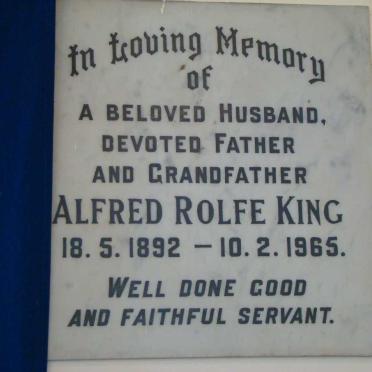 In Loving Memory
of
A BELOVED HUSBAND,
DEVOTED FATHER
AND GRANDFATHER
ALFRED ROLFE KING
18. 5. 1892 – 10. 2. 1965.
WELL DONE GOOD
AND FAITHFUL SERVANT.